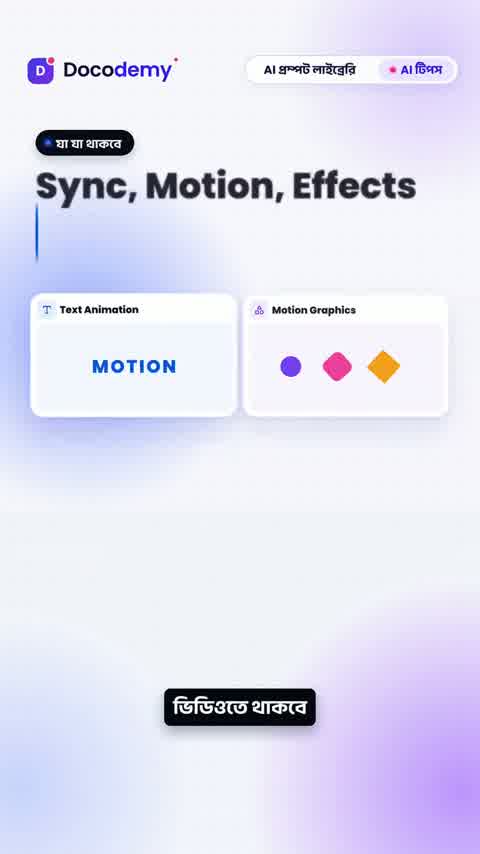 D Docodemy
AI প্রম্পট লাইব্রেরি
AI টিপস
যা যা থাকবে
Sync, Motion, Effects
Text Animation
Motion Graphics
MOTION
ভিডিওতে থাকবে